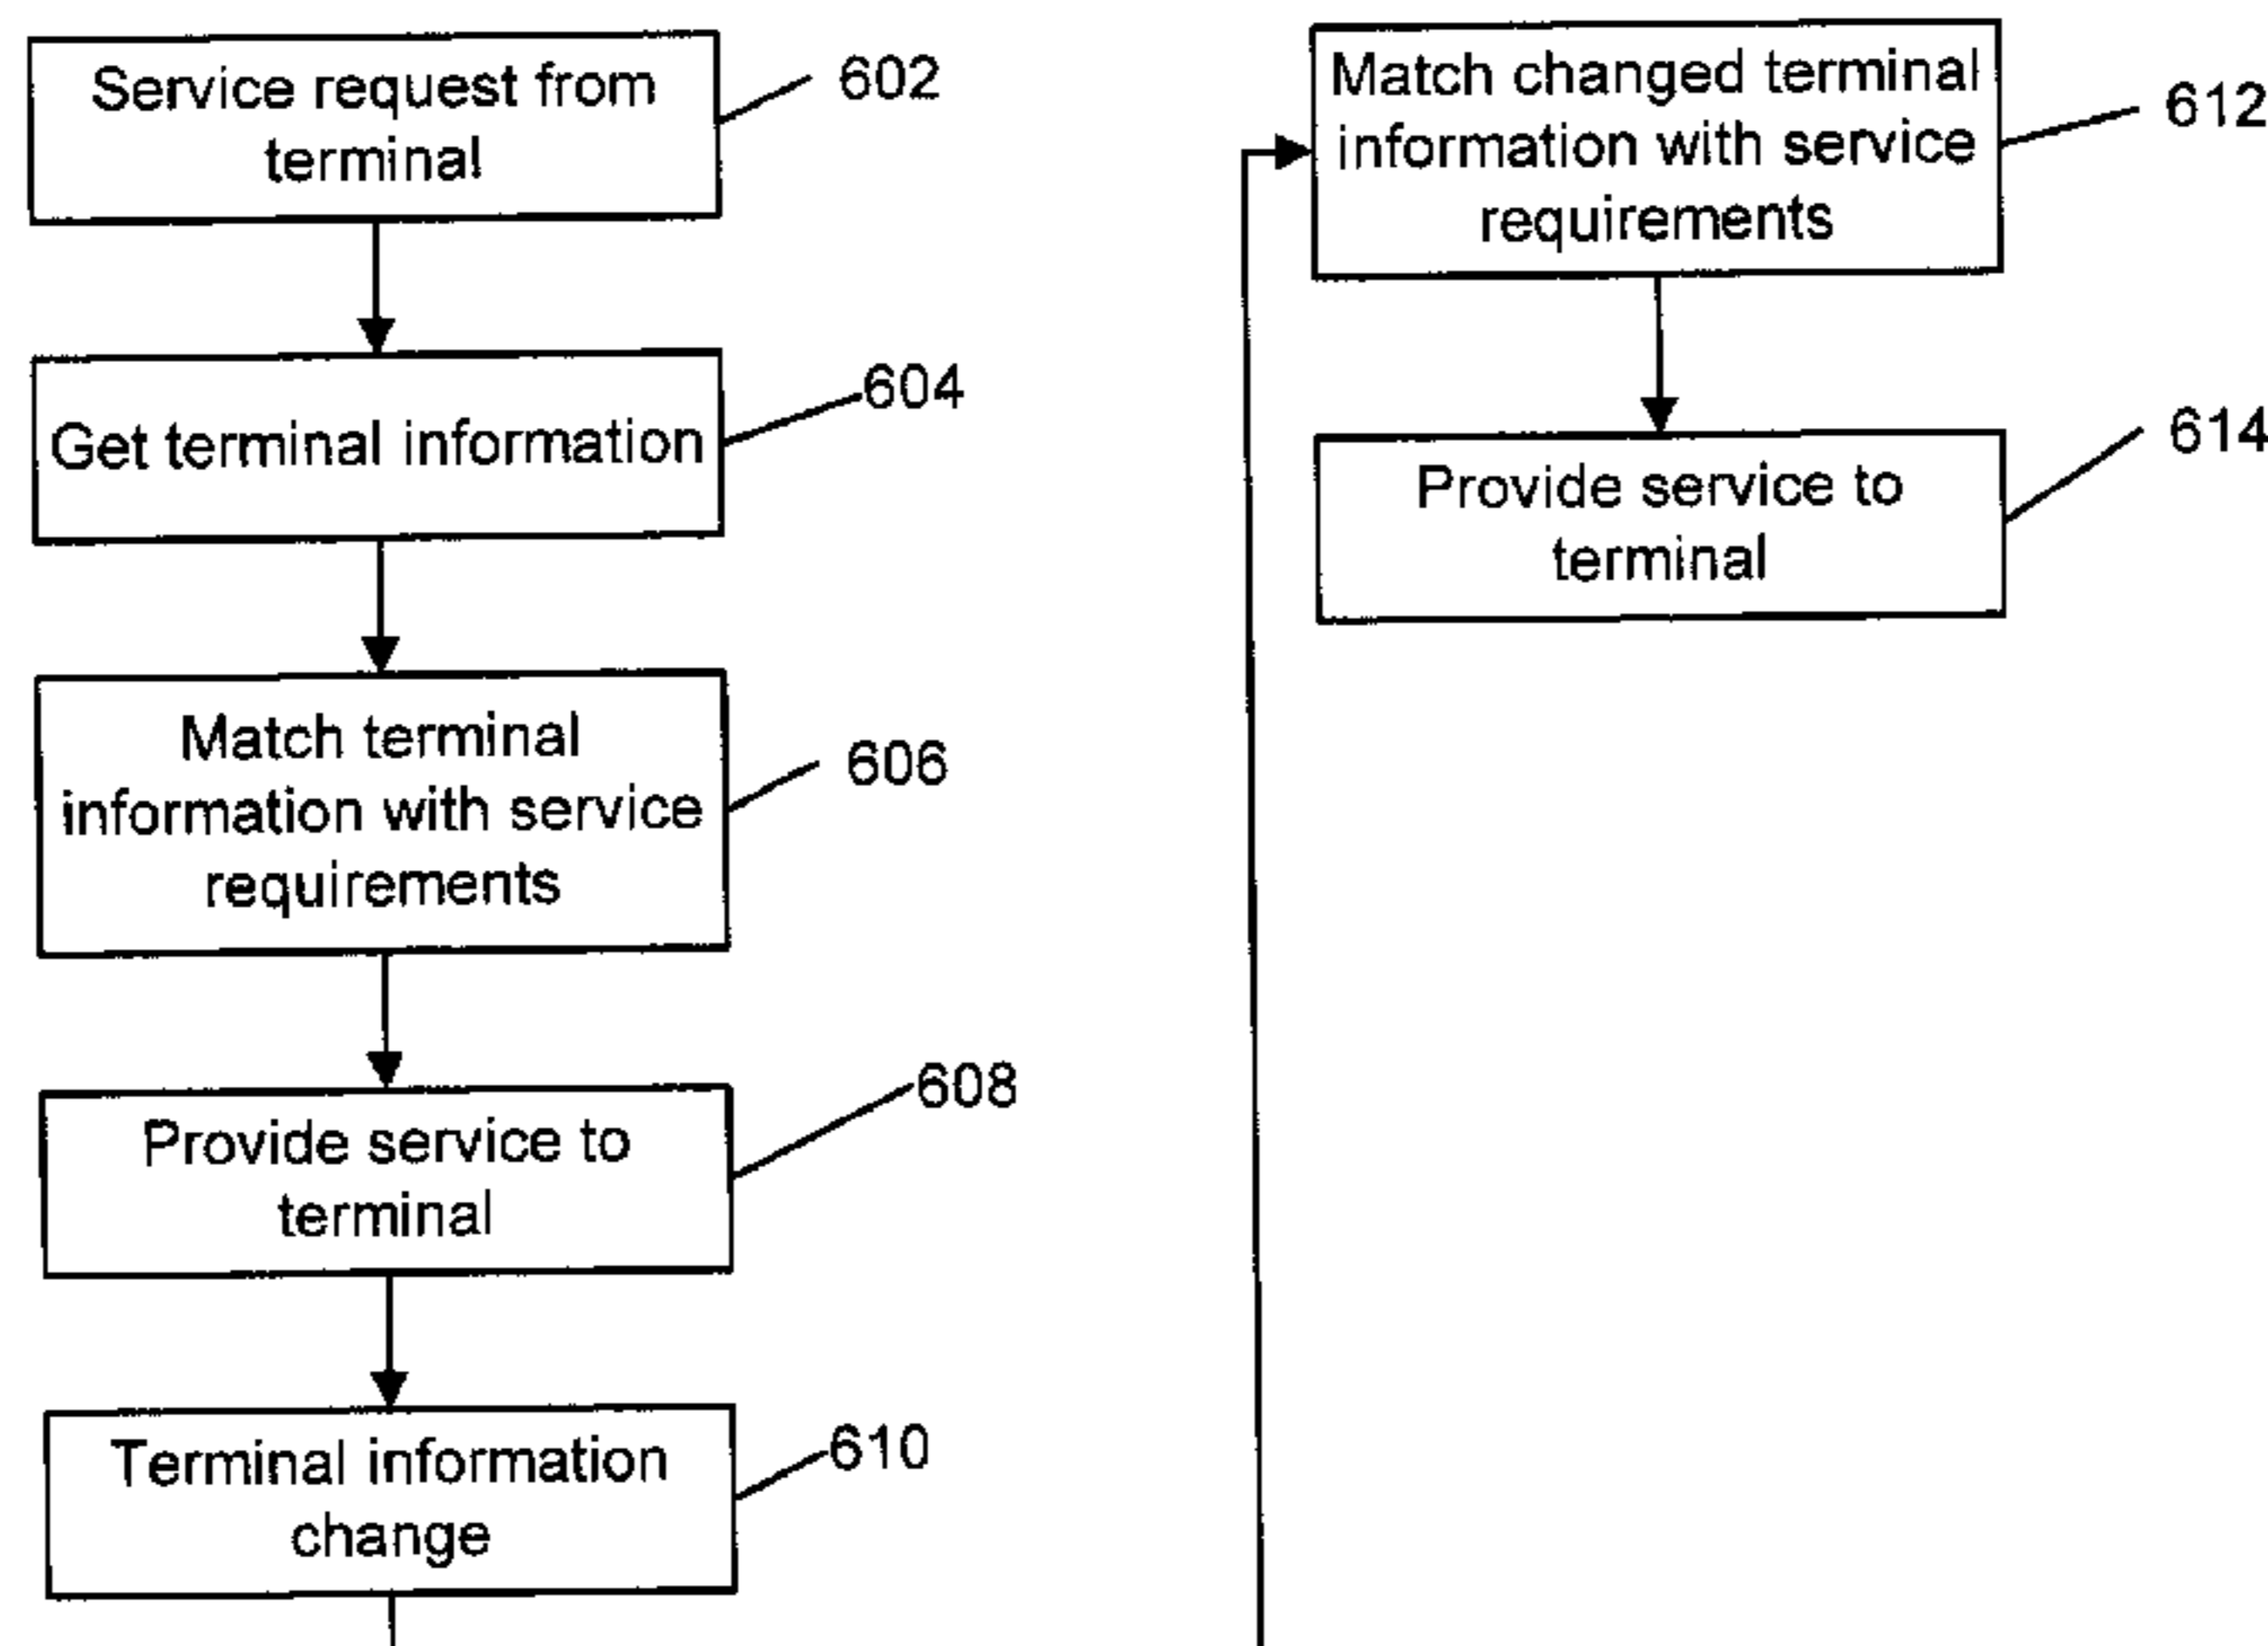 Service request from
terminal
602
Get terminal information
604
Match terminal
information with service
requirements
606
Provide service to
terminal
608
Terminal information
change
610
Match changed terminal
information with service
requirements
612
Provide service to
terminal
614